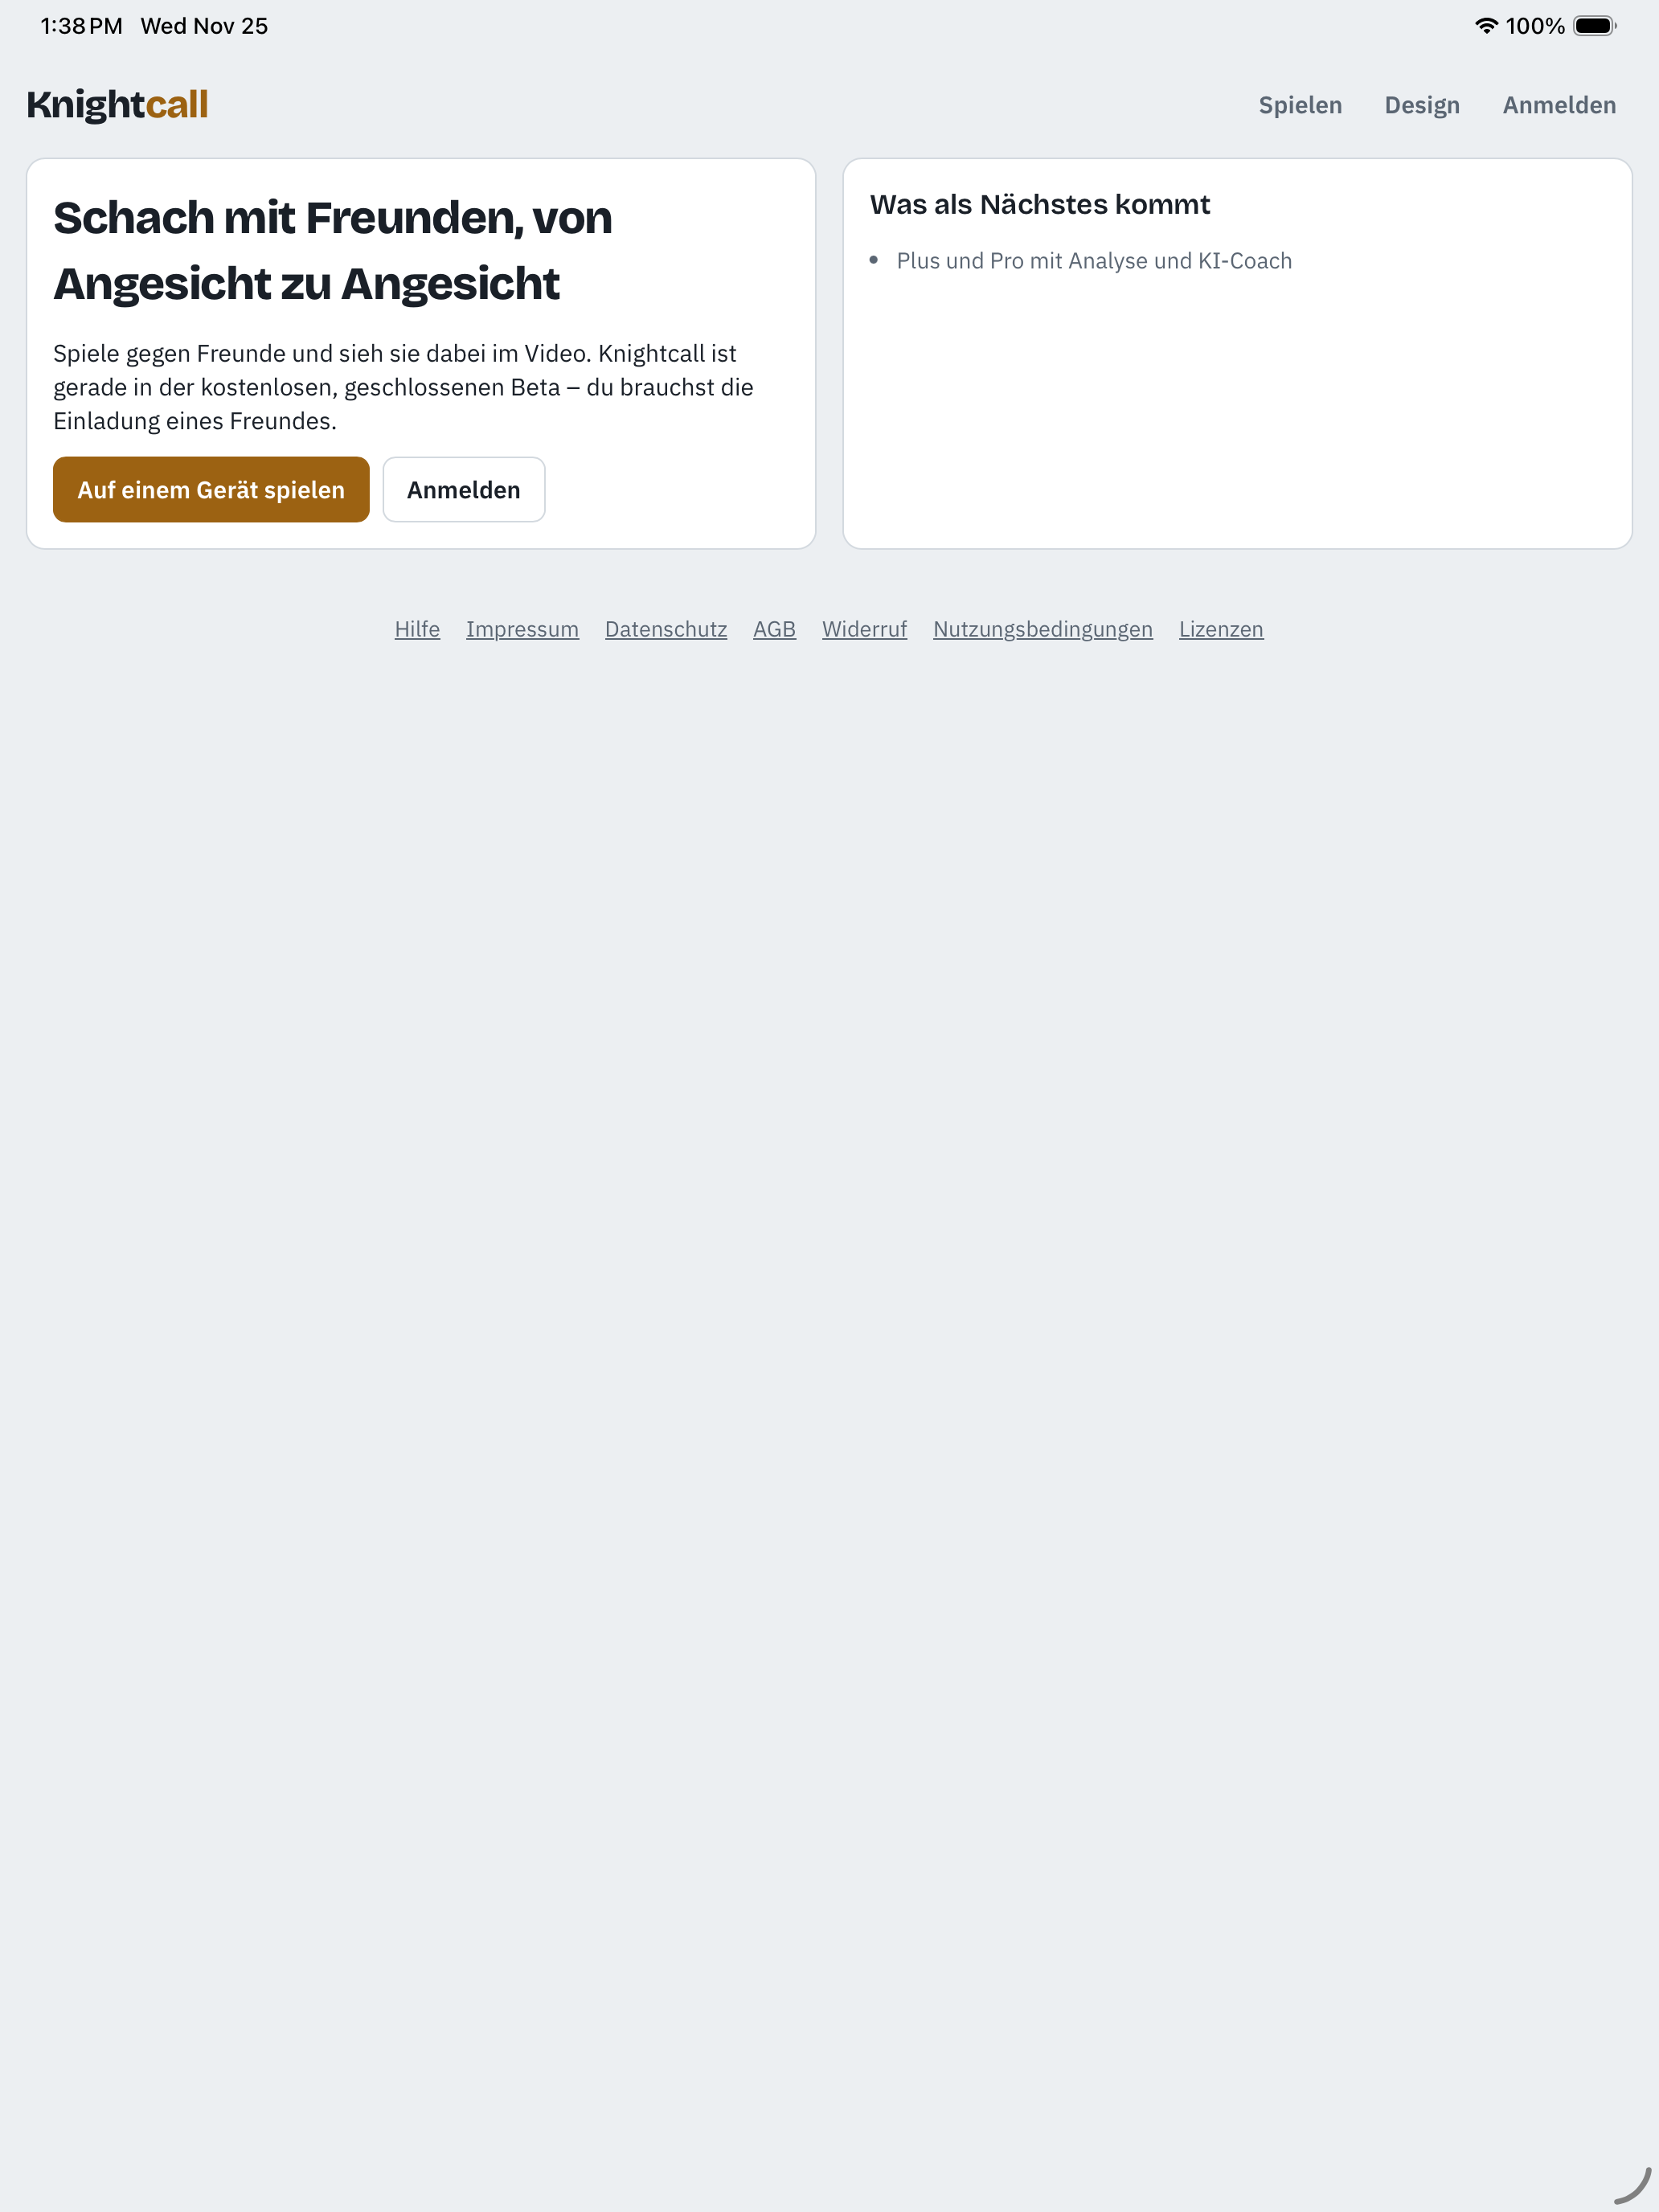 1:38 PM Wed Nov 25
100%
Knightcall
Spielen Design Anmelden
Schach mit Freunden, von
Angesicht zu Angesicht
Spiele gegen Freunde und sieh sie dabei im Video. Knightcall ist
gerade in der kostenlosen, geschlossenen Beta – du brauchst die
Einladung eines Freundes.
Auf einem Gerät spielen
Anmelden
Was als Nächstes kommt
• Plus und Pro mit Analyse und KI-Coach
Hilfe Impressum Datenschutz AGB Widerruf Nutzungsbedingungen Lizenzen